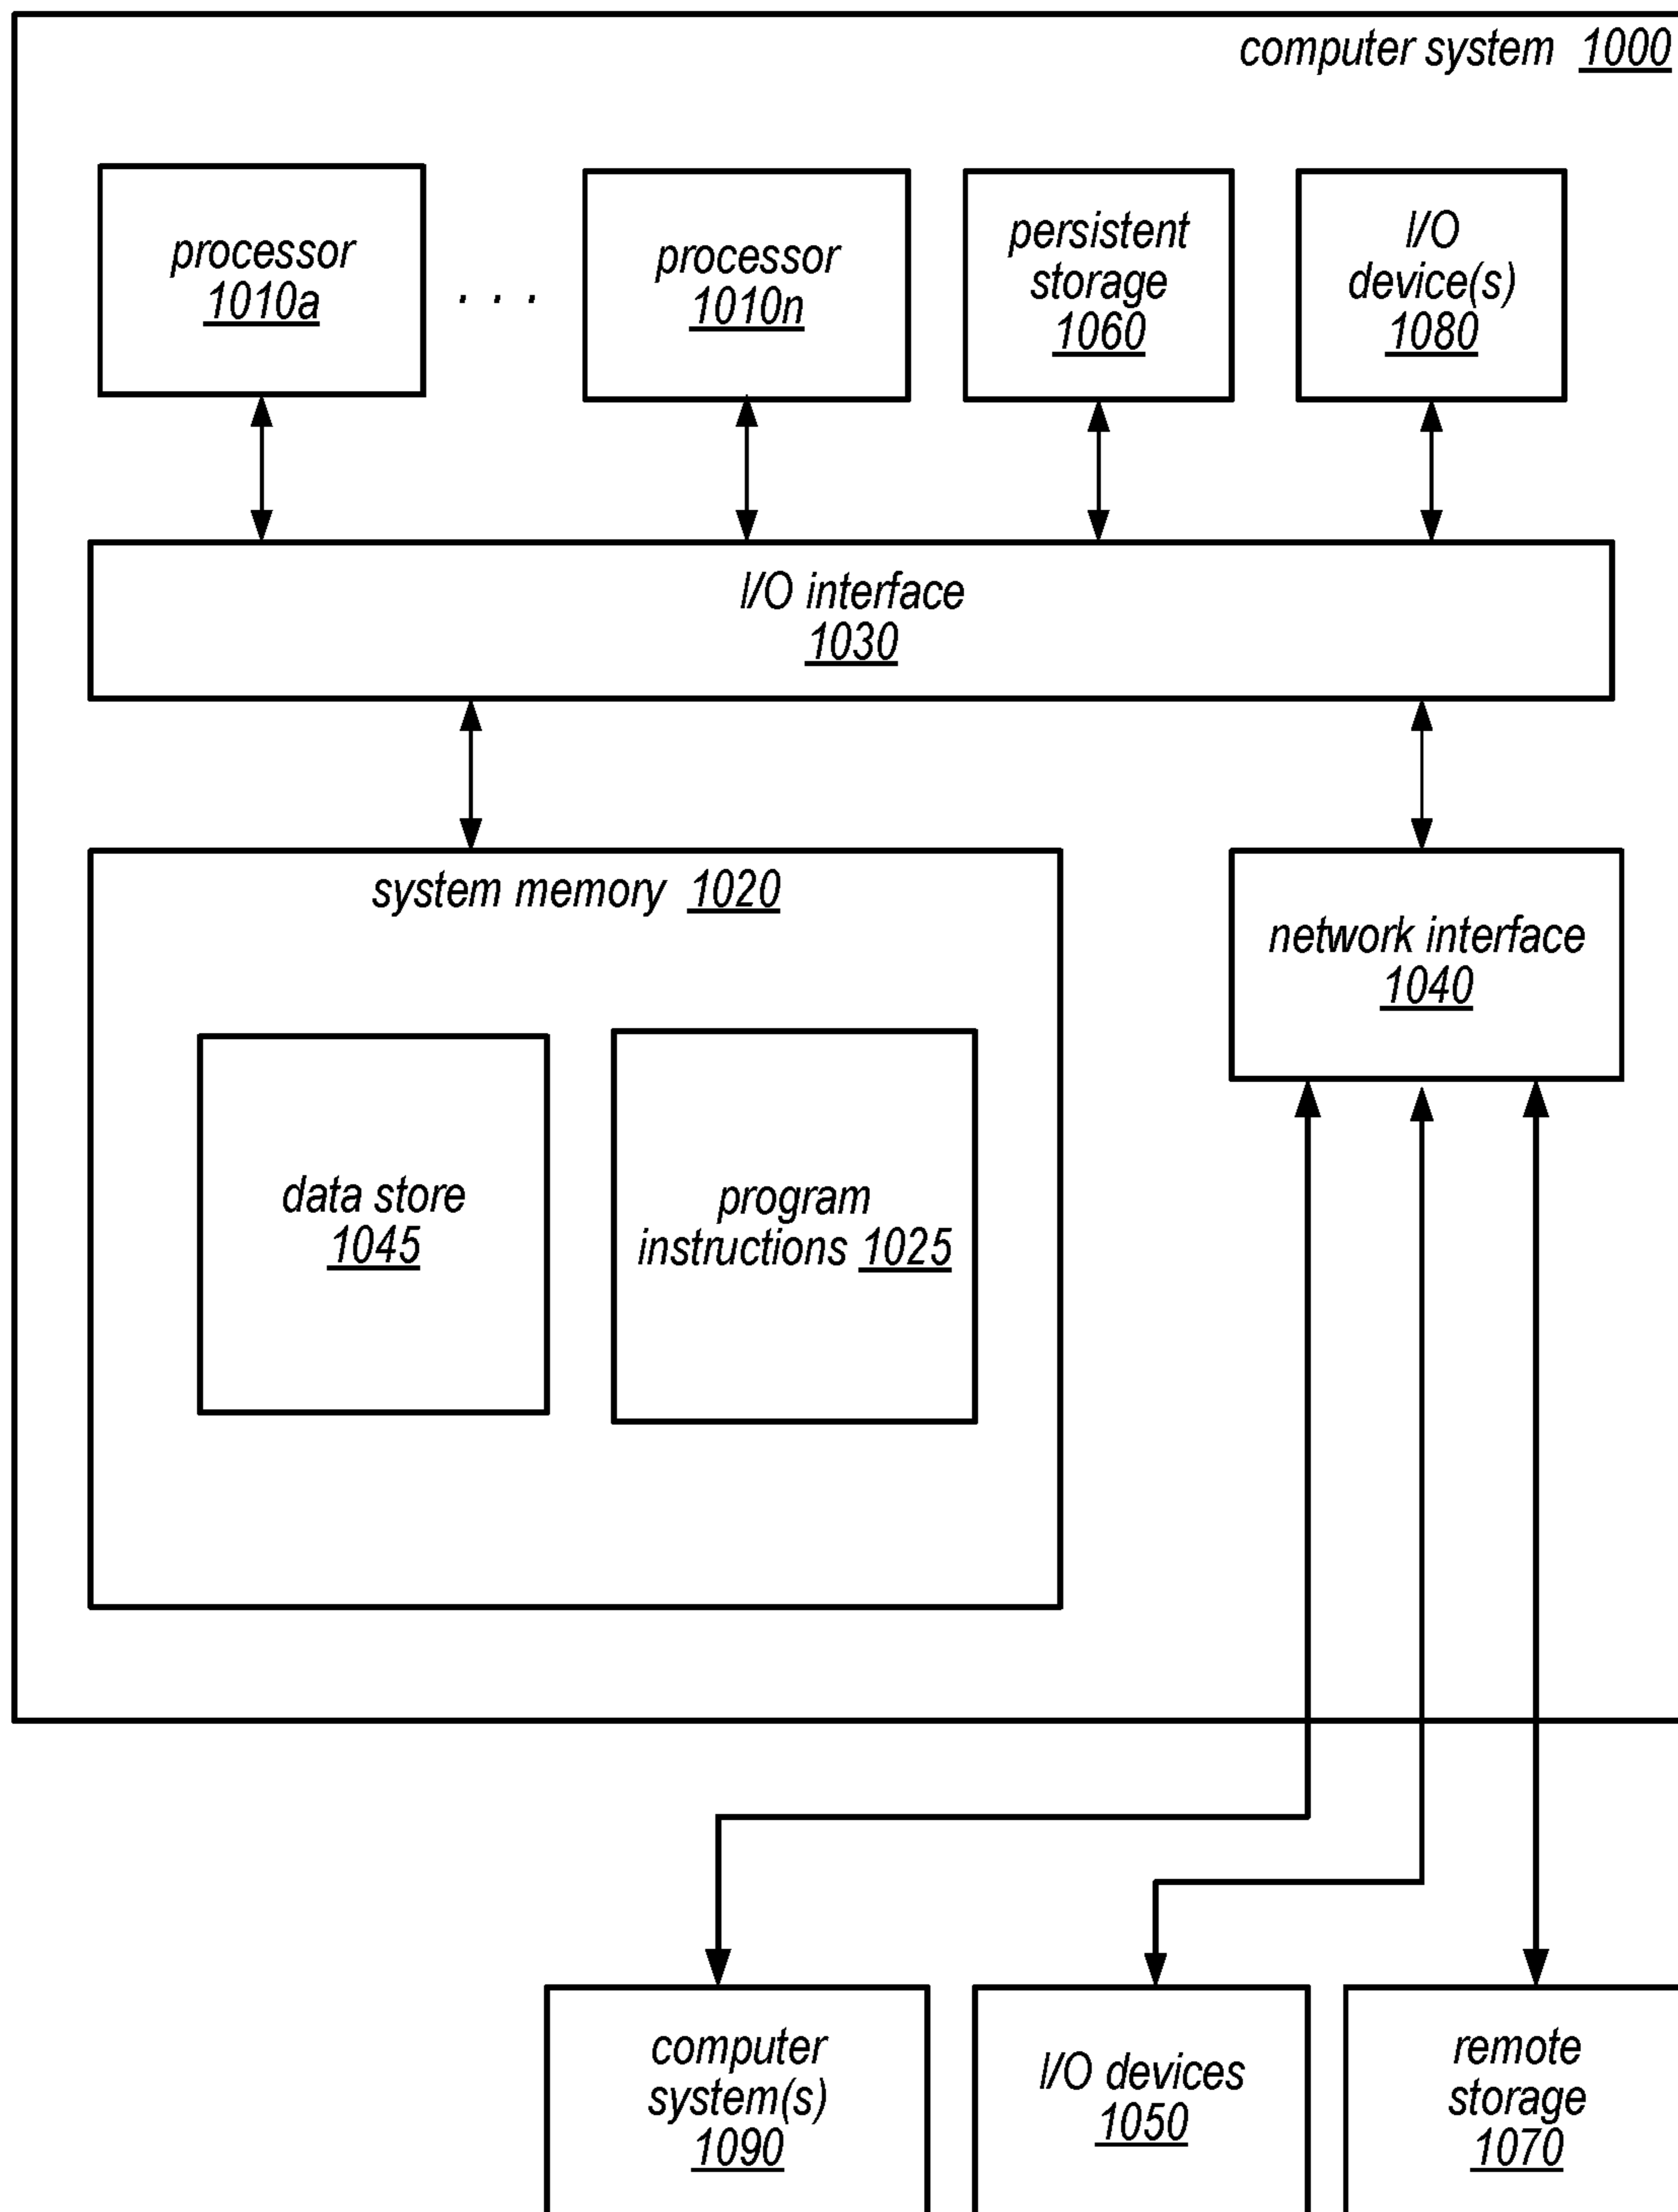 computer system 1000
processor
1010a
. . .
processor
1010n
persistent
storage
1060
I/O
device(s)
1080
I/O interface
1030
system memory 1020
network interface
1040
data store
1045
program
instructions 1025
computer
system(s)
1090
I/O devices
1050
remote
storage
1070